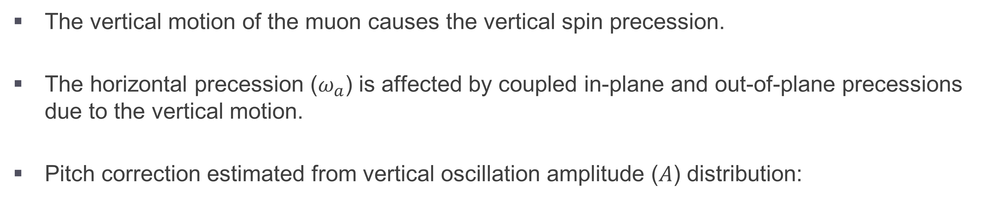 ▪ The vertical motion of the muon causes the vertical spin precession.
▪ The horizontal precession (𝜔𝑎) is affected by coupled in-plane and out-of-plane precessions
due to the vertical motion.
▪ Pitch correction estimated from vertical oscillation amplitude (𝐴) distribution: